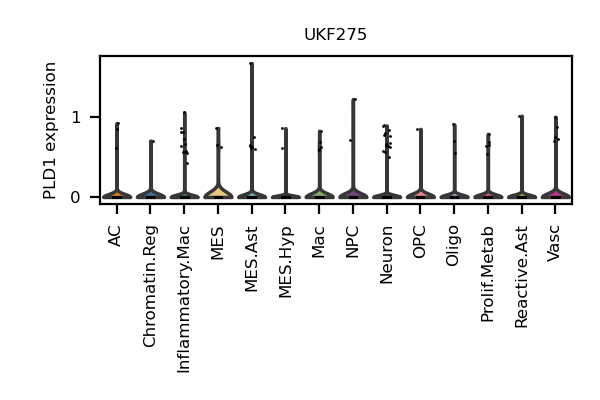 UKF275
PLD1 expression
1
0
AC
Chromatin.Reg
Inflammatory.Mac
MES
MES.Ast
MES.Hyp
Mac
NPC
Neuron
OPC
Oligo
Prolif.Metab
Reactive.Ast
Vasc